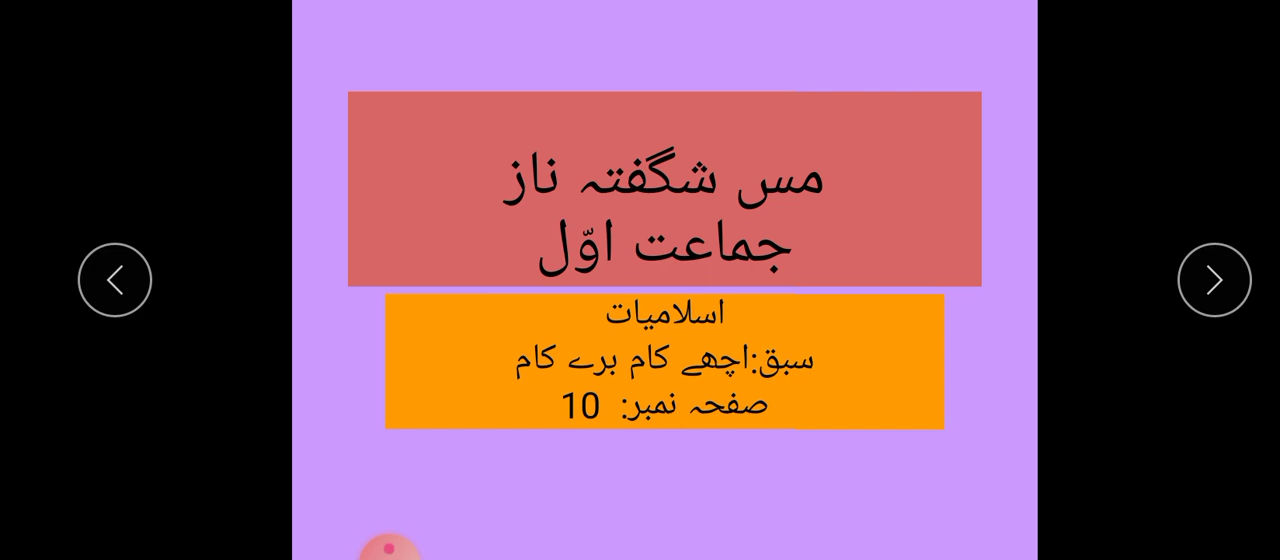 مس شگفتہ ناز
جماعت اوّل
اسلامیات
سبق:اچھے کام برے کام
صفحہ نمبر: 10